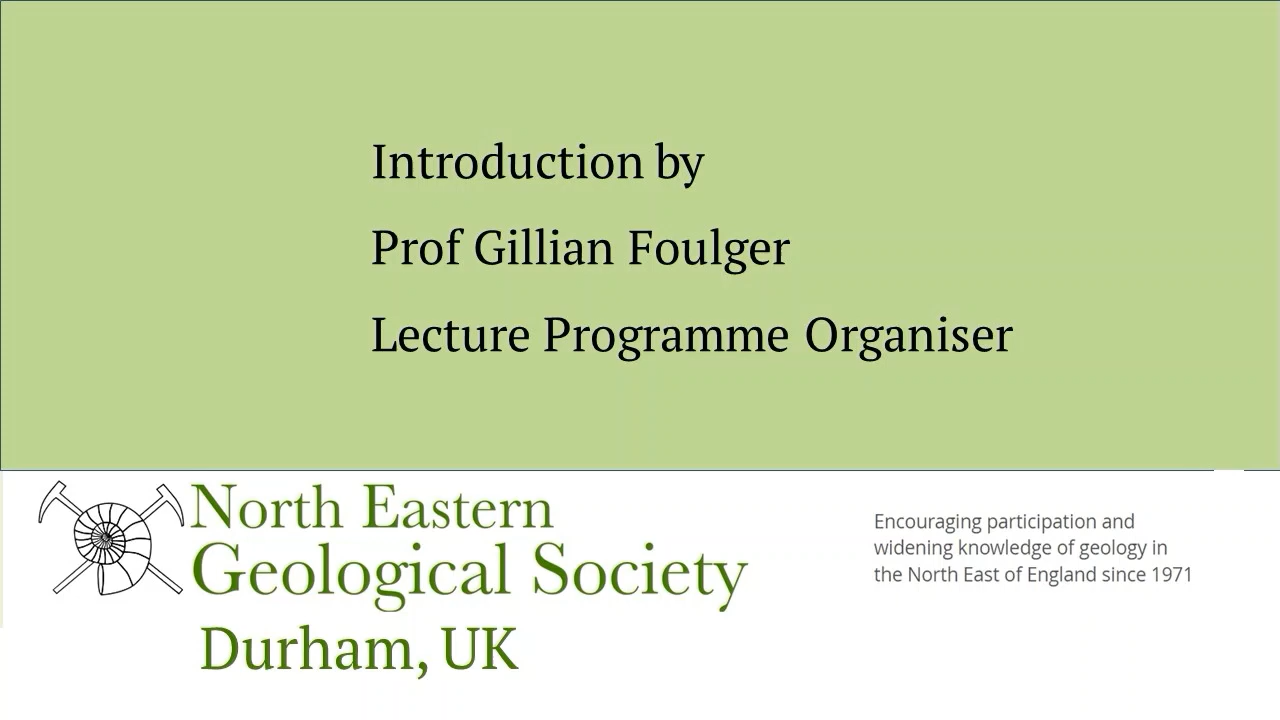 Introduction by
Prof Gillian Foulger
Lecture Programme Organiser
North Eastern
Geological Society
Durham, UK
Encouraging participation and
widening knowledge of geology in
the North East of England since 1971